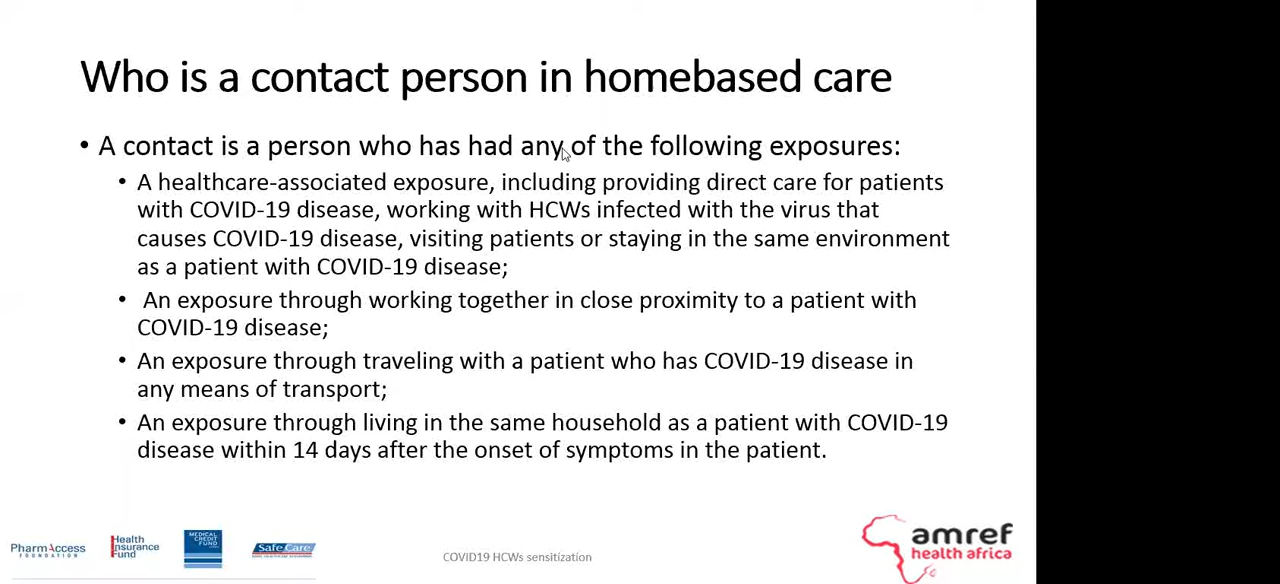 Who is a contact person in homebased care
• A contact is a person who has had any of the following exposures:
• A healthcare-associated exposure, including providing direct care for patients
with COVID-19 disease, working with HCWs infected with the virus that
causes COVID-19 disease, visiting patients or staying in the same environment
as a patient with COVID-19 disease;
• An exposure through working together in close proximity to a patient with
COVID-19 disease;
• An exposure through traveling with a patient who has COVID-19 disease in
any means of transport;
• An exposure through living in the same household as a patient with COVID-19
disease within 14 days after the onset of symptoms in the patient.
PharmAccess
FOUNDATION
Health
Insurance
Fund
MEDICAL
CREDIT
FUND
SafeCare
COVID19 HCWs sensitization
amref
health africa